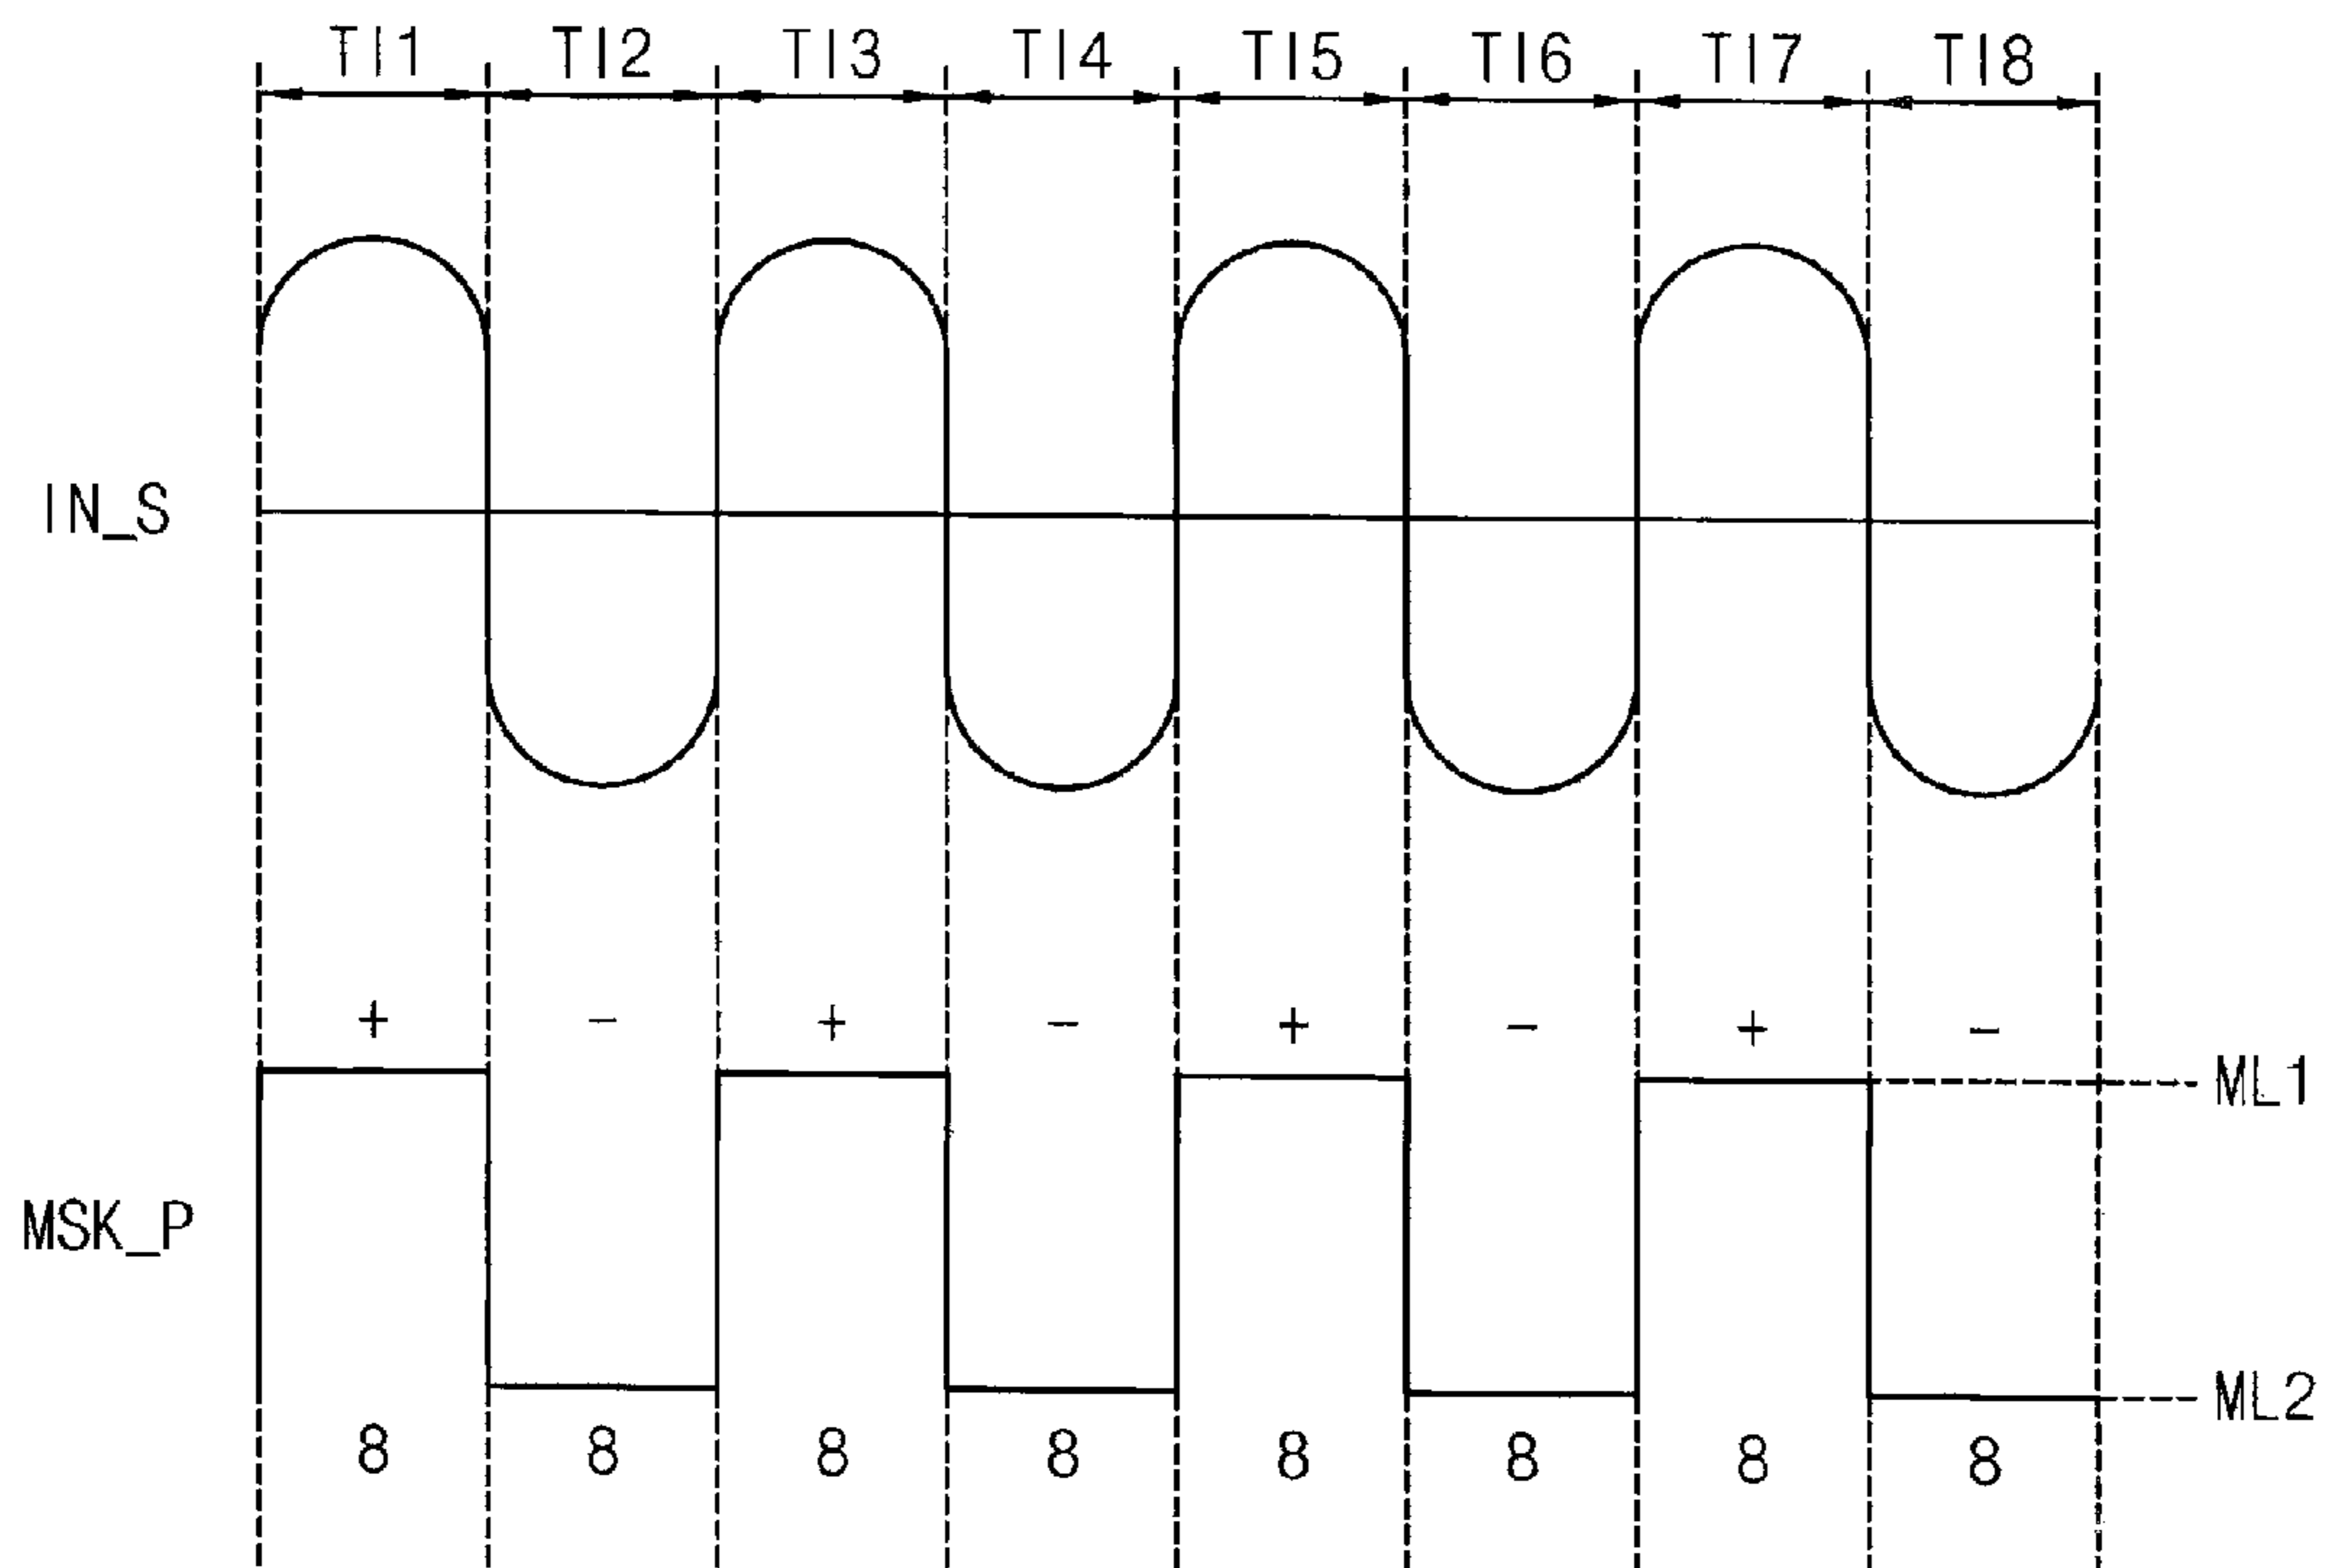 TI1 TI2 TI3 TI4 TI5 TI6 TI7 TI8
IN_S
+ - + - + - + -
ML1
MSK_P
ML2
8 8 8 8 8 8 8 8